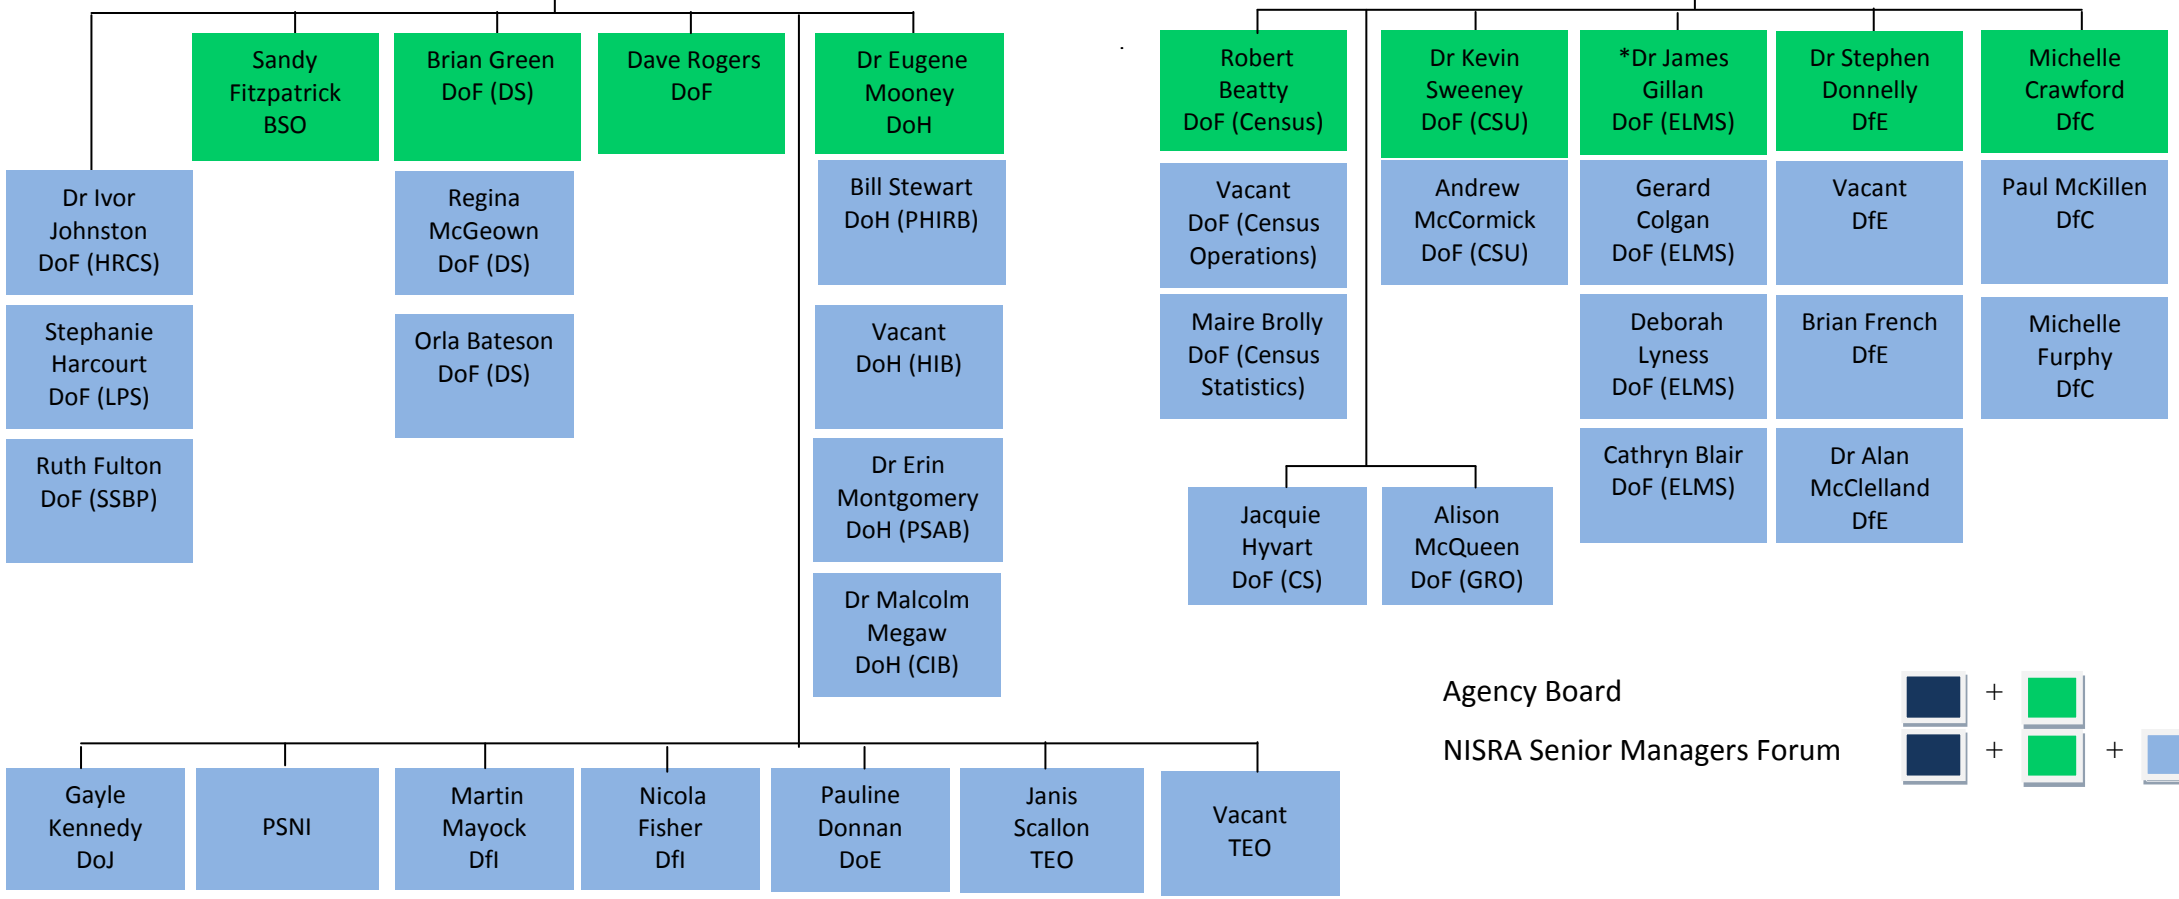 Sandy
Fitzpatrick
BSO
Brian Green
DoF (DS)
Dave Rogers
DoF
Dr Eugene
Mooney
DoH
Robert
Beatty
DoF (Census)
Dr Kevin
Sweeney
DoF (CSU)
*Dr James
Gillan
DoF (ELMS)
Dr Stephen
Donnelly
DfE
Michelle
Crawford
DfC
Dr Ivor
Johnston
DoF (HRCS)
Regina
McGeown
DoF (DS)
Bill Stewart
DoH (PHIRB)
Vacant
DoF (Census
Operations)
Andrew
McCormick
DoF (CSU)
Gerard
Colgan
DoF (ELMS)
Vacant
DfE
Paul McKillen
DfC
Stephanie
Harcourt
DoF (LPS)
Orla Bateson
DoF (DS)
Vacant
DoH (HIB)
Maire Brolly
DoF (Census
Statistics)
Deborah
Lyness
DoF (ELMS)
Brian French
DfE
Michelle
Furphy
DfC
Ruth Fulton
DoF (SSBP)
Dr Erin
Montgomery
DoH (PSAB)
Cathryn Blair
DoF (ELMS)
Dr Alan
McClelland
DfE
Jacquie
Hyvart
DoF (CS)
Alison
McQueen
DoF (GRO)
Dr Malcolm
Megaw
DoH (CIB)
Agency Board
+
NISRA Senior Managers Forum
+ +
Gayle
Kennedy
DoJ
PSNI
Martin
Mayock
DfI
Nicola
Fisher
DfI
Pauline
Donnan
DoE
Janis
Scallon
TEO
Vacant
TEO